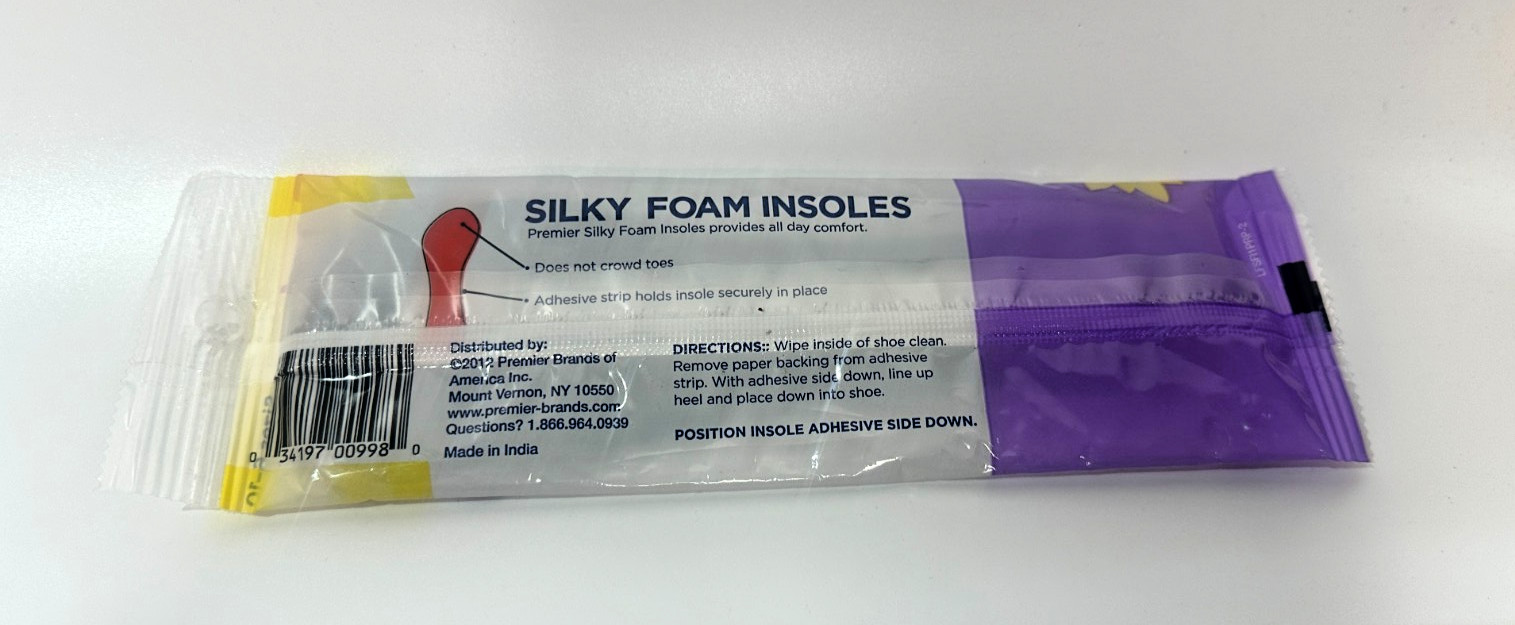 SILKY FOAM INSOLES
Premier Silky Foam Insoles provides all day comfort.
• Does not crowd toes
• Adhesive strip holds insole securely in place
Distributed by:
©2012 Premier Brands of
America Inc.
Mount Vernon, NY 10550
www.premier-brands.com
Questions? 1.866.964.0939
Made in India
DIRECTIONS:: Wipe inside of shoe clean.
Remove paper backing from adhesive
strip. With adhesive side down, line up
heel and place down into shoe.
POSITION INSOLE ADHESIVE SIDE DOWN.
0 34197 00998 0